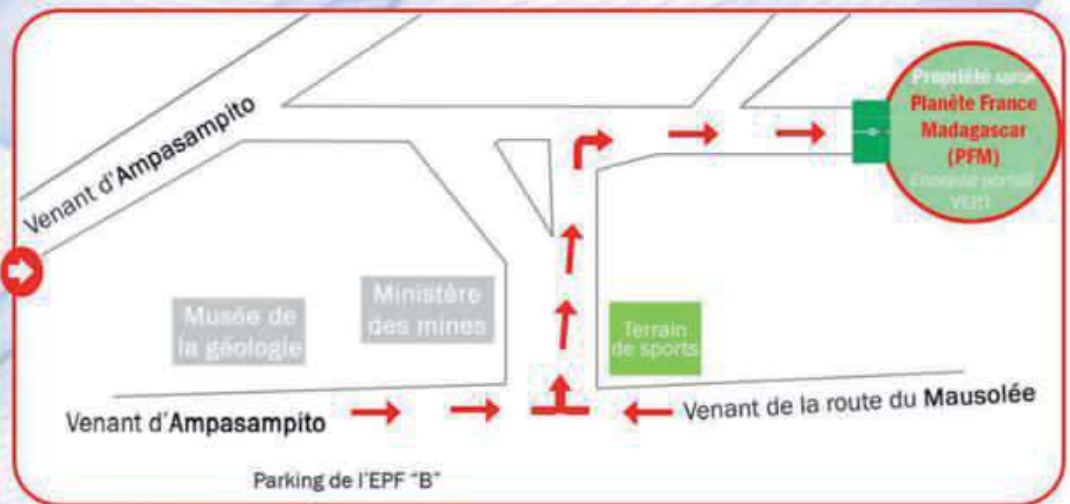 Venant d'Ampasampito
Propriété
Planète France
Madagascar
(PFM)
portail
VERT
Musée de
la géologie
Ministère
des mines
Terrain
de sports
Venant d'Ampasampito
Venant de la route du Mausolée
Parking de l'EPF "B"